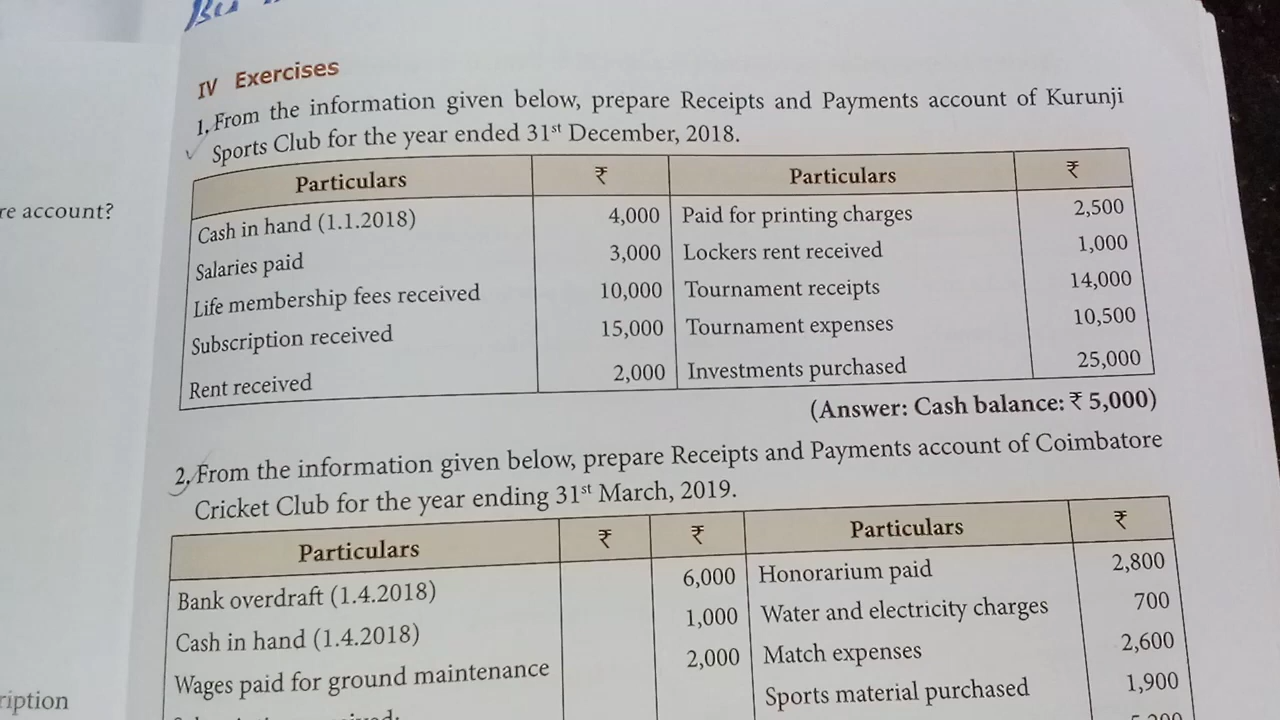 re account?
ription
IV Exercises
1. From the information given below, prepare Receipts and Payments account of Kurunji
Sports Club for the year ended 31st December, 2018.
Particulars ₹ Particulars ₹
Cash in hand (1.1.2018) 4,000 Paid for printing charges 2,500
Salaries paid 3,000 Lockers rent received 1,000
Life membership fees received 10,000 Tournament receipts 14,000
Subscription received 15,000 Tournament expenses 10,500
Rent received 2,000 Investments purchased 25,000
(Answer: Cash balance: ₹ 5,000)
2. From the information given below, prepare Receipts and Payments account of Coimbatore
Cricket Club for the year ending 31st March, 2019.
Particulars ₹ ₹ Particulars ₹
Bank overdraft (1.4.2018) 6,000 Honorarium paid 2,800
Cash in hand (1.4.2018) 1,000 Water and electricity charges 700
Wages paid for ground maintenance 2,000 Match expenses 2,600
Sports material purchased 1,900